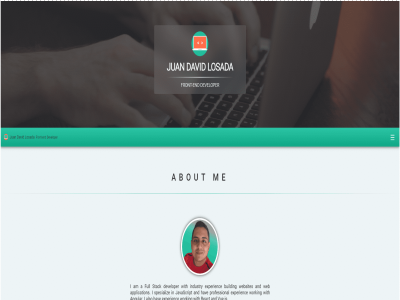 JUAN DAVID LOSADA
FRONT-END DEVELOPER
Juan David Losada
ABOUT ME
I am a Full Stack developer with industry experience building websites and web
applications. I specialize in JavaScript and have professional experience working with
Angular. I also have experience working with React and Vue.js.